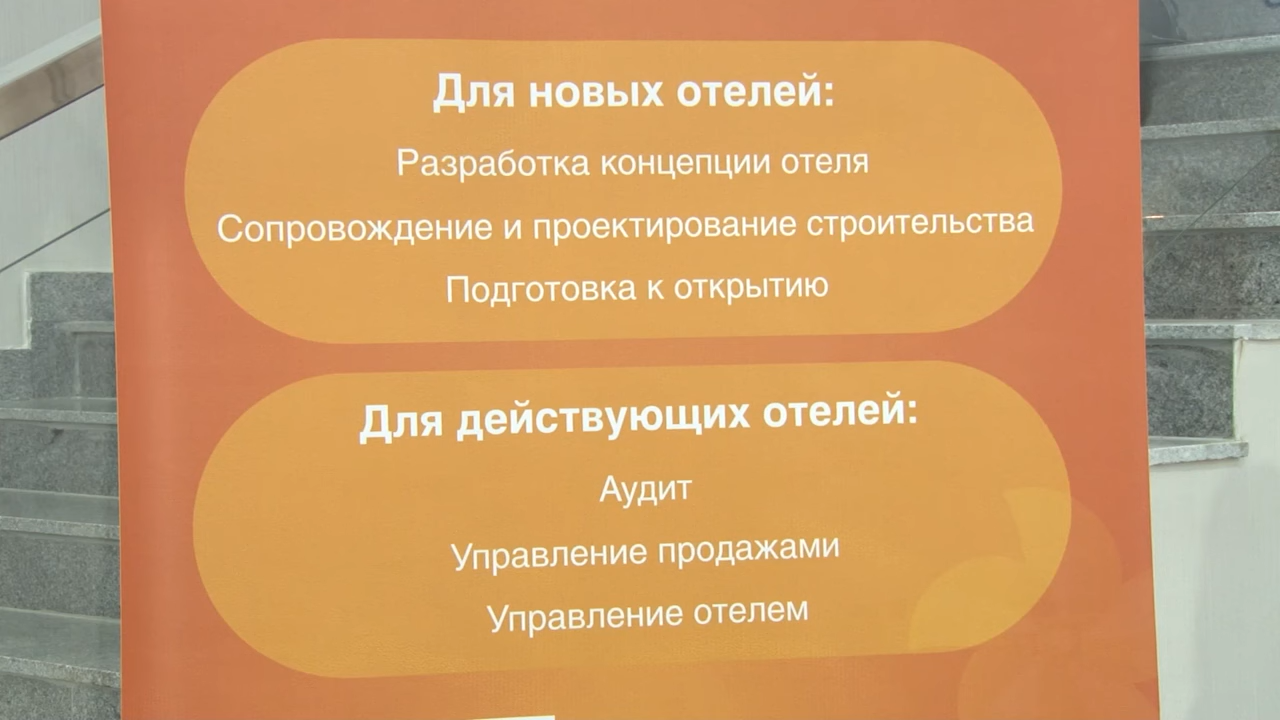 Для новых отелей:
Разработка концепции отеля
Сопровождение и проектирование строительства
Подготовка к открытию
Для действующих отелей:
Аудит
Управление продажами
Управление отелем